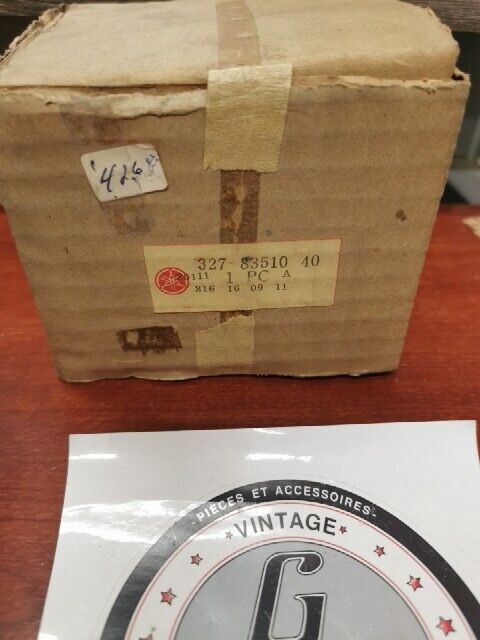 426
327-83510 40
1 PC A
816 16 09 11
PIÈCES ET ACCESSOIRES
VINTAGE
G